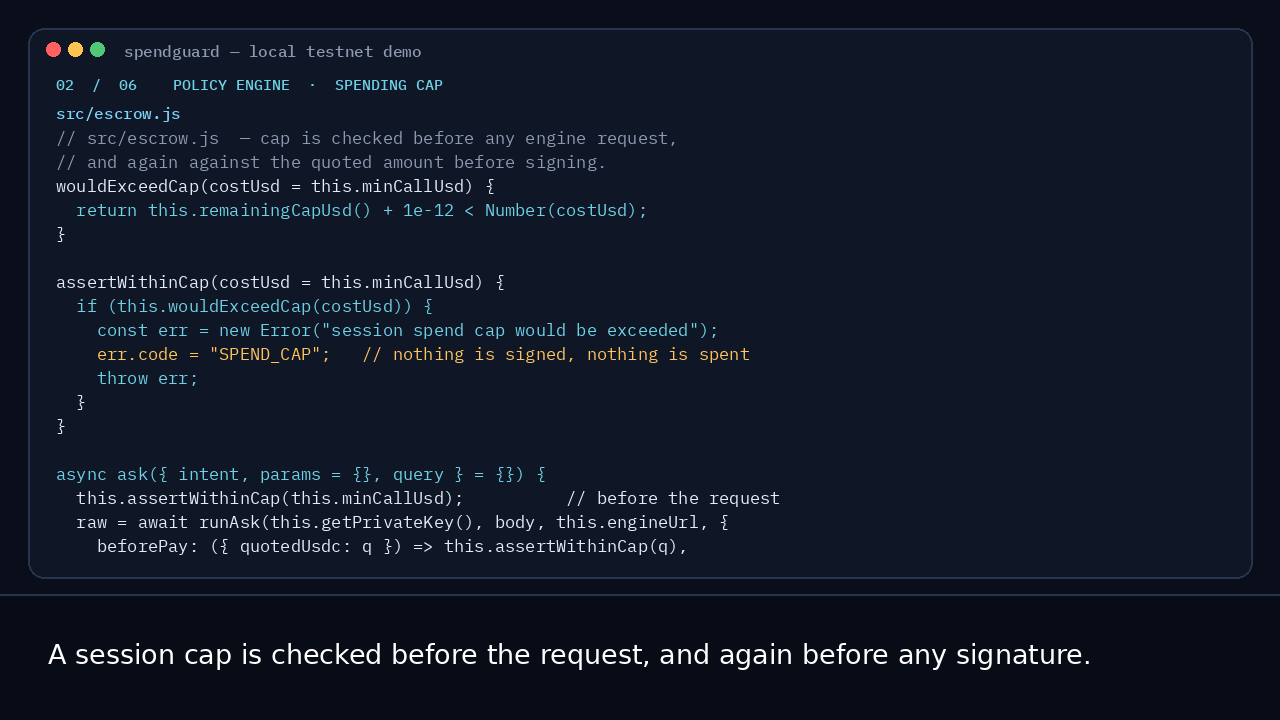 spendguard — local testnet demo
02 / 06 POLICY ENGINE · SPENDING CAP
src/escrow.js
// src/escrow.js — cap is checked before any engine request,
// and again against the quoted amount before signing.
wouldExceedCap(costUsd = this.minCallUsd) {
  return this.remainingCapUsd() + 1e-12 < Number(costUsd);
}

assertWithinCap(costUsd = this.minCallUsd) {
  if (this.wouldExceedCap(costUsd)) {
    const err = new Error("session spend cap would be exceeded");
    err.code = "SPEND_CAP";   // nothing is signed, nothing is spent
    throw err;
  }
}

async ask({ intent, params = {}, query } = {}) {
  this.assertWithinCap(this.minCallUsd);          // before the request
  raw = await runAsk(this.getPrivateKey(), body, this.engineUrl, {
    beforePay: ({ quotedUsdc: q }) => this.assertWithinCap(q),
A session cap is checked before the request, and again before any signature.